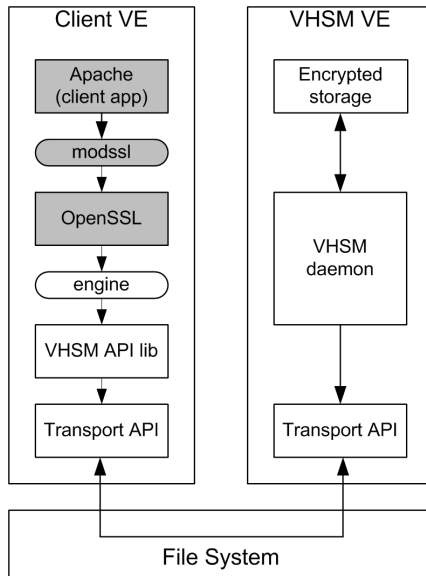 Client VE
Apache
(client app)
modssl
OpenSSL
engine
VHSM API lib
Transport API
VHSM VE
Encrypted
storage
VHSM
daemon
Transport API
File System